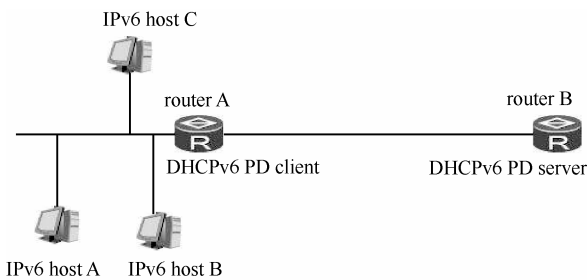 IPv6 host C
router A
router B
R
R
DHCPv6 PD client
DHCPv6 PD server
IPv6 host A
IPv6 host B